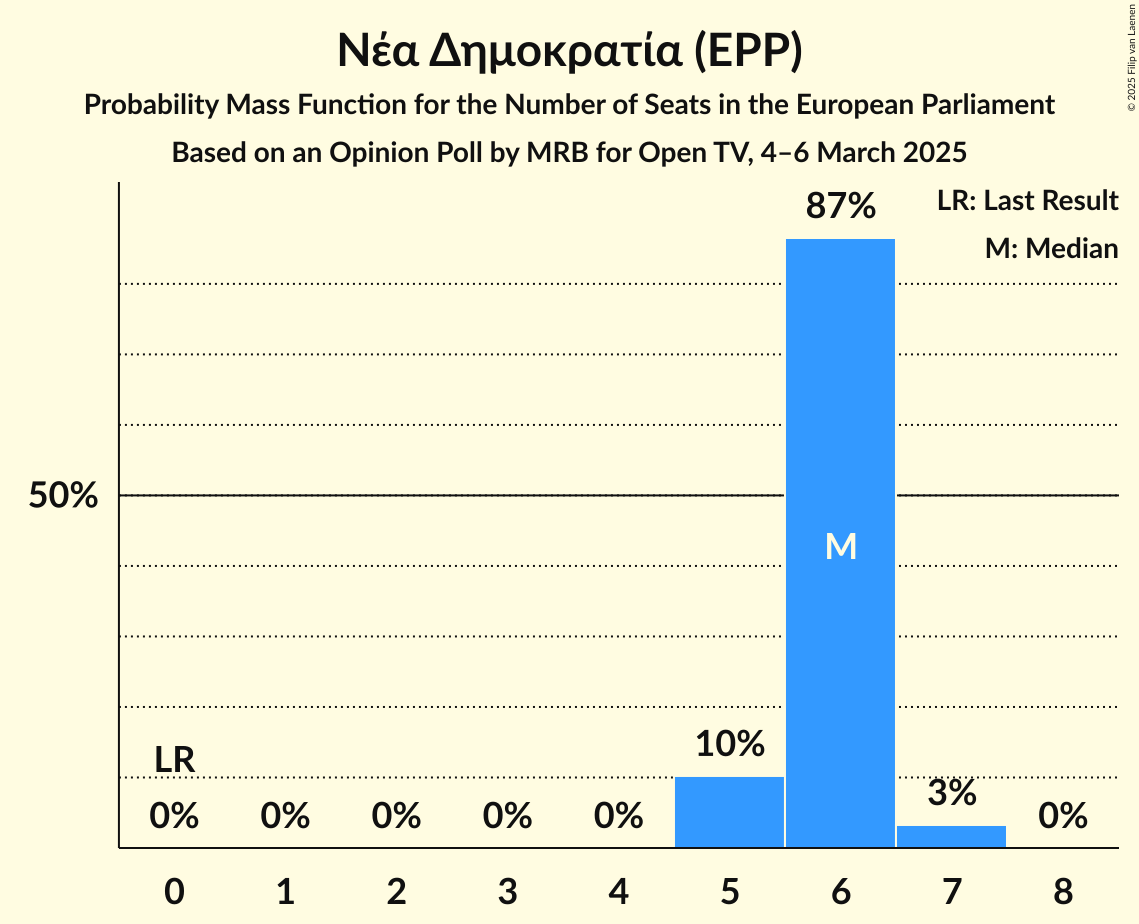 Νέα Δημοκρατία (EPP)
Probability Mass Function for the Number of Seats in the European Parliament
Based on an Opinion Poll by MRB for Open TV, 4–6 March 2025
© 2025 Filip van Laenen
LR: Last Result
M: Median
87%
50%
M
LR
10%
3%
0% 0% 0% 0% 0% 0%
0 1 2 3 4 5 6 7 8